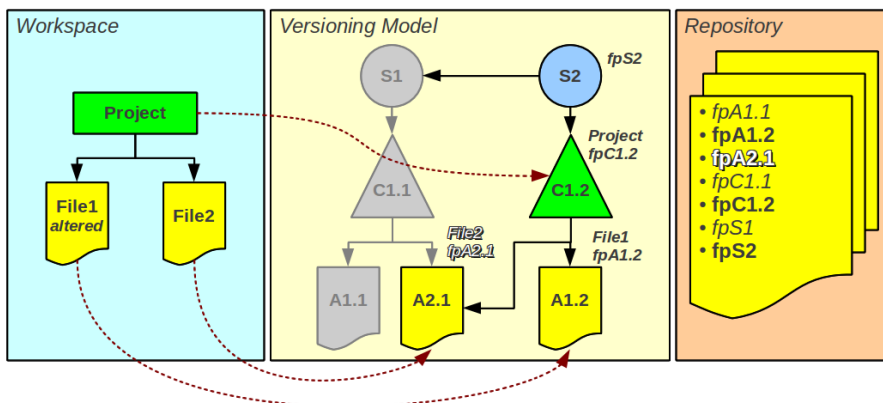 Workspace
Project
File1
altered
File2
Versioning Model
S1
S2
fpS2
Project
fpC1.2
C1.1
C1.2
File2
fpA2.1
File1
fpA1.2
A1.1
A2.1
A1.2
Repository
• fpA1.1
• fpA1.2
• fpA2.1
• fpC1.1
• fpC1.2
• fpS1
• fpS2